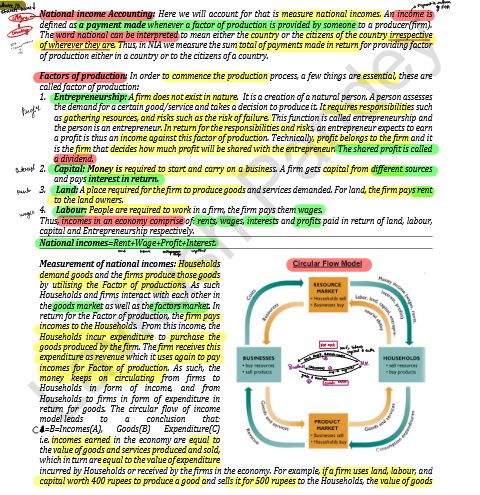 National income Accounting: Here we will account for that is measure national incomes. An income is
defined as a payment made whenever a factor of production is provided by someone to a producer(firm).
The word national can be interpreted to mean either the country or the citizens of the country irrespective
of wherever they are. Thus, in NIA we measure the sum total of payments made in return for providing factor
of production either in a country or to the citizens of a country.
Factors of production: In order to commence the production process, a few things are essential, these are
called factor of production:
1. Entrepreneurship: A firm does not exist in nature. It is a creation of a natural person. A person assesses
the demand for a certain good/service and takes a decision to produce it. It requires responsibilities such
as gathering resources, and risks such as the risk of failure. This function is called entrepreneurship and
Profit
the person is an entrepreneur. In return for the responsibilities and risks, an entrepreneur expects to earn
a profit is thus an income against this factor of production. Technically, profit belongs to the firm and it
is the firm that decides how much profit will be shared with the entrepreneur. The shared profit is called
a dividend.
Interest
2. Capital: Money is required to start and carry on a business. A firm gets capital from different sources
and pays interest in return.
Rent
3. Land: A place required for the firm to produce goods and services demanded. For land, the firm pays rent
to the land owners.
wages
4. Labour: People are required to work in a firm, the firm pays them wages.
Thus, incomes in an economy comprise of: rents, wages, interests and profits paid in return of land, labour,
capital and Entrepreneurship respectively.
National incomes=Rent+Wage+Profit+Interest.
Measurement of national incomes: Households
demand goods and the firms produce those goods
by utilising the Factor of productions. As such
Households and firms interact with each other in
the goods market as well as the factors market. In
return for the Factor of production, the firm pays
incomes to the Households. From this income, the
Households incur expenditure to purchase the
goods produced by the firm. The firm receives this
expenditure as revenue which it uses again to pay
incomes for Factor of production. As such, the
money keeps on circulating from firms to
Households in form of income, and from
Households to firms in form of expenditure in
return for goods. The circular flow of income
model leads to a conclusion that:
A=B=Incomes(A), Goods(B) Expenditure(C)
i.e. incomes earned in the economy are equal to
the value of goods and services produced and sold,
which in turn are equal to the value of expenditure
incurred by Households or received by the firms in the economy. For example, if a firm uses land, labour, and
capital worth 400 rupees to produce a good and sells it for 500 rupees to the Households, the value of goods
Circular Flow Model
RESOURCE
MARKET
• Households sell
• Businesses buy
Costs
Resources
BUSINESSES
• buy resources
• sell products
HOUSEHOLDS
• sell resources
• buy products
PRODUCT
MARKET
• Businesses sell
• Households buy
Goods and services
Revenue
Goods and services
Consumption expenditures